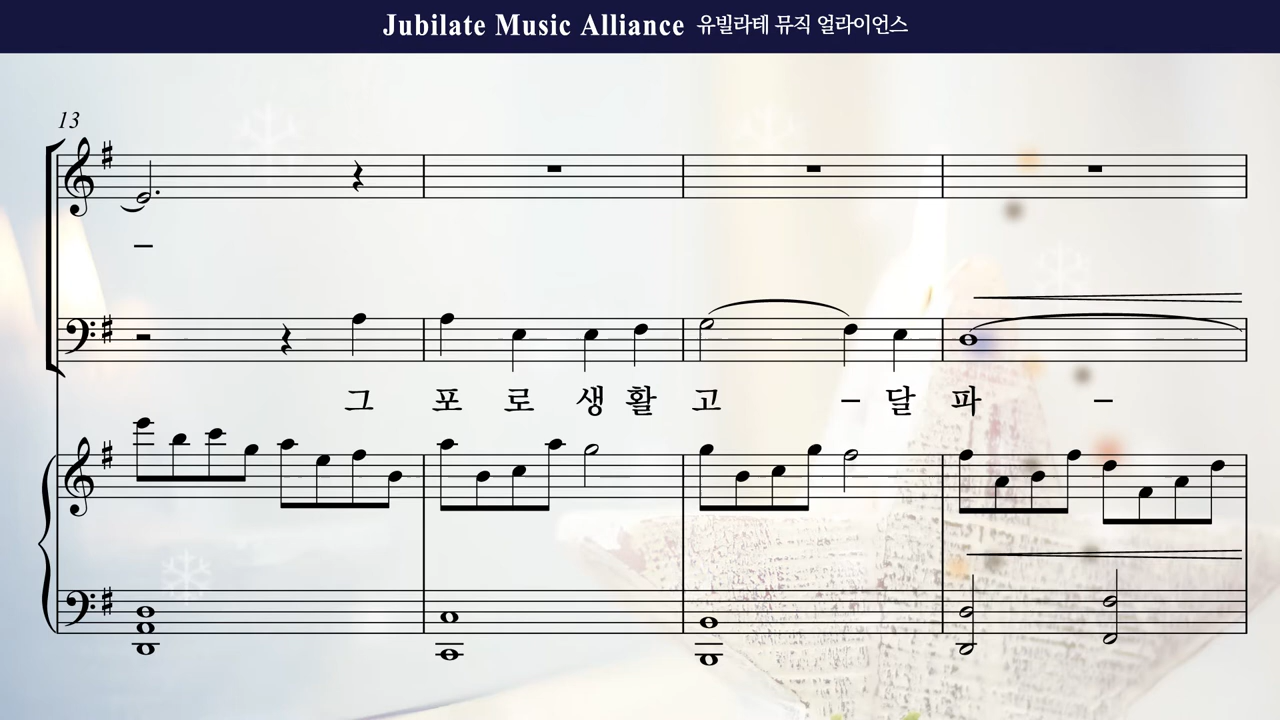 Jubilate Music Alliance 유빌라테 뮤직 얼라이언스
13
그 포 로 생 활 고 – 달 파 –